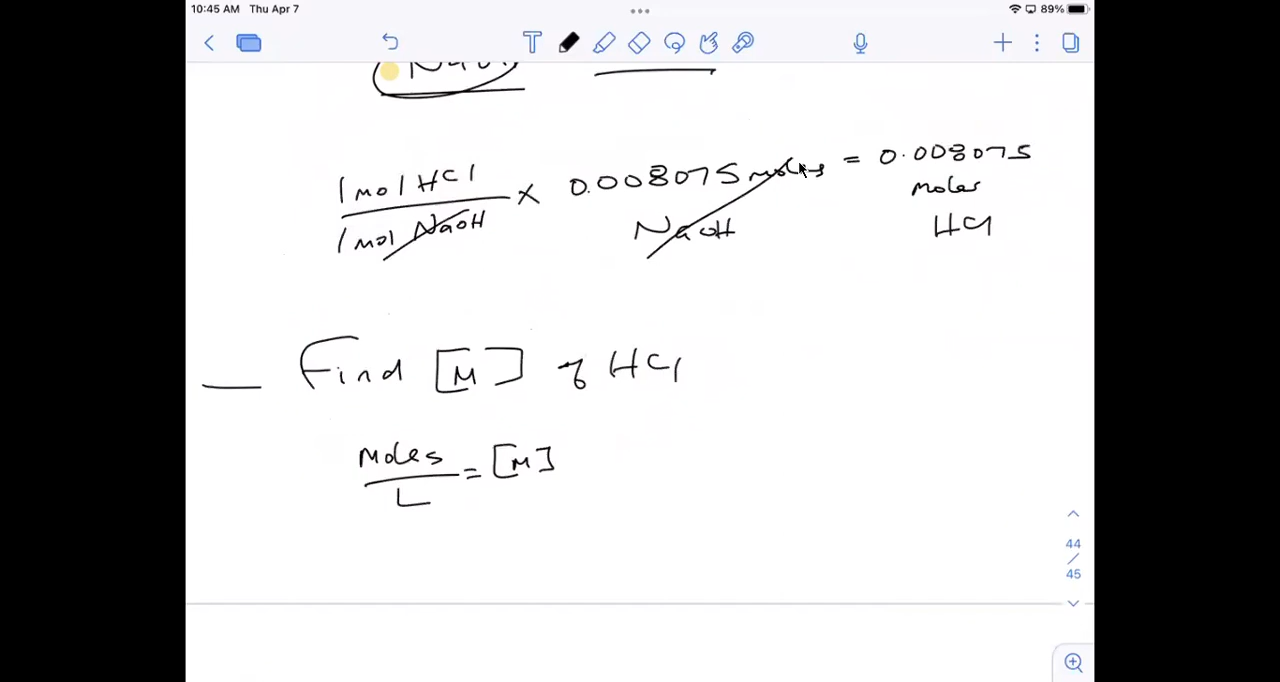 10:45 AM Thu Apr 7
89%
NaOH
1 mol HCl × 0.008075 moles = 0.008075
1 mol NaOH NaOH moles
HCl
Find [M] of HCl
moles
L = [M]
44
/
45